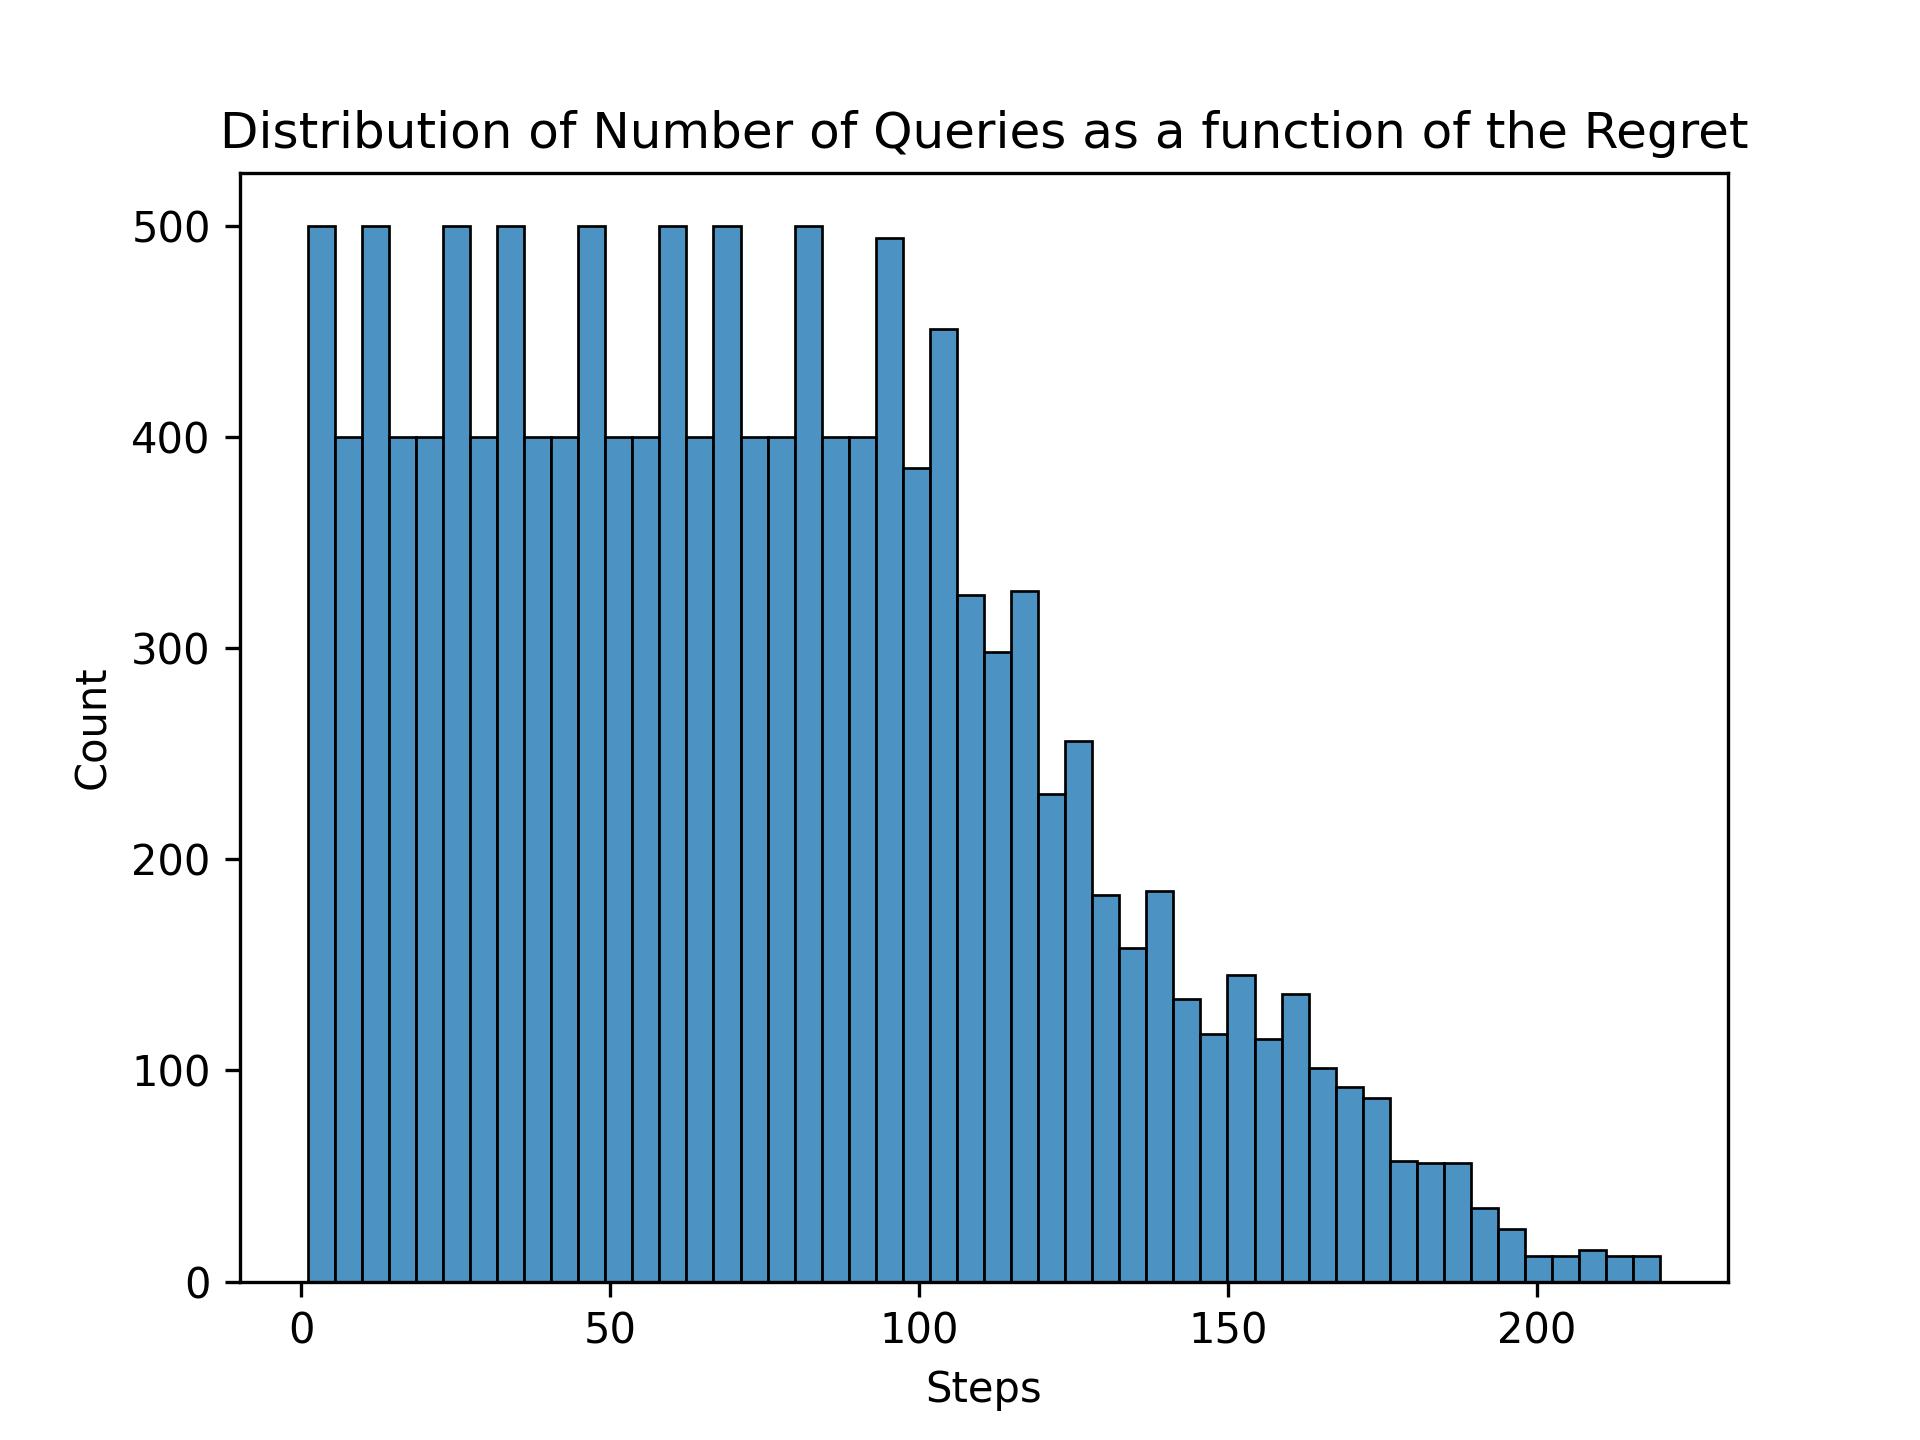 Distribution of Number of Queries as a function of the Regret
500
400
300
200
100
0
Count
0 50 100 150 200
Steps